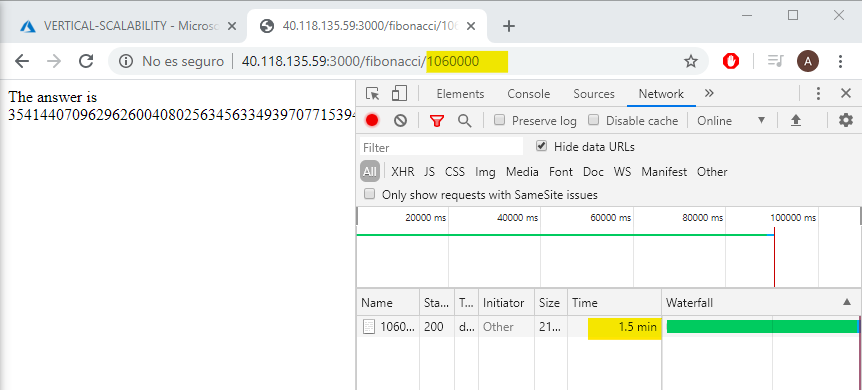 VERTICAL-SCALABILITY - Micros
40.118.135.59:3000/fibonacci/106
No es seguro
40.118.135.59:3000/fibonacci/1060000
A
The answer is
Elements
Console
Sources
Network
Preserve log
Disable cache
Online
Filter
Hide data URLs
All
XHR
JS
CSS
Img
Media
Font
Doc
WS
Manifest
Other
Only show requests with SameSite issues
20000 ms
40000 ms
60000 ms
80000 ms
100000 ms
Name
Sta...
T...
Initiator
Size
Time
Waterfall
1060...
200
d...
Other
21...
1.5 min